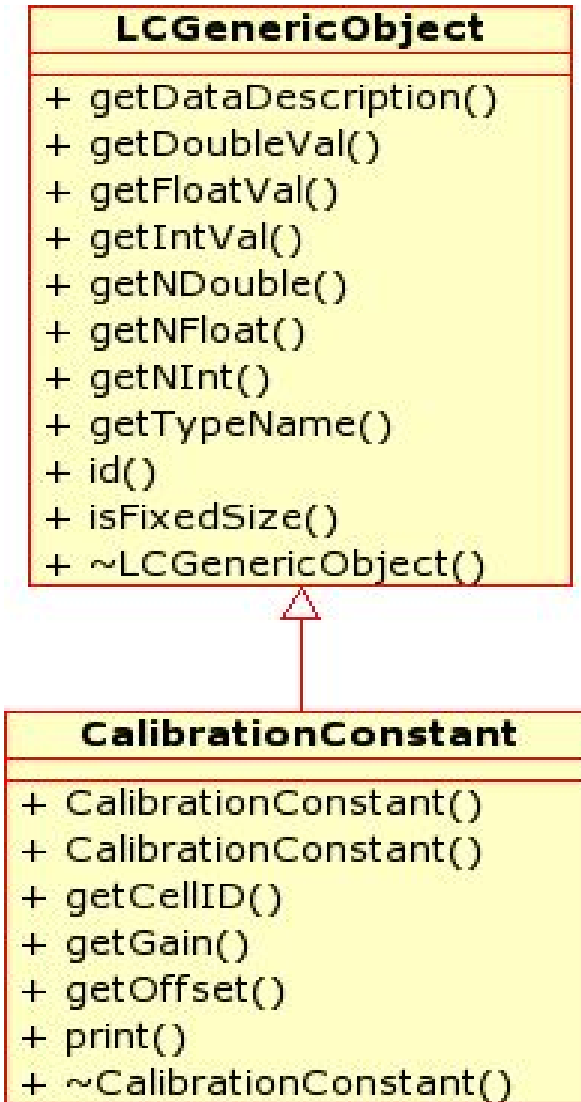 LCGenericObject
+ getDataDescription()
+ getDoubleVal()
+ getFloatVal()
+ getIntVal()
+ getNDouble()
+ getNFloat()
+ getNInt()
+ getTypeName()
+ id()
+ isFixedSize()
+ ~LCGenericObject()
CalibrationConstant
+ CalibrationConstant()
+ CalibrationConstant()
+ getCellID()
+ getGain()
+ getOffset()
+ print()
+ ~CalibrationConstant()